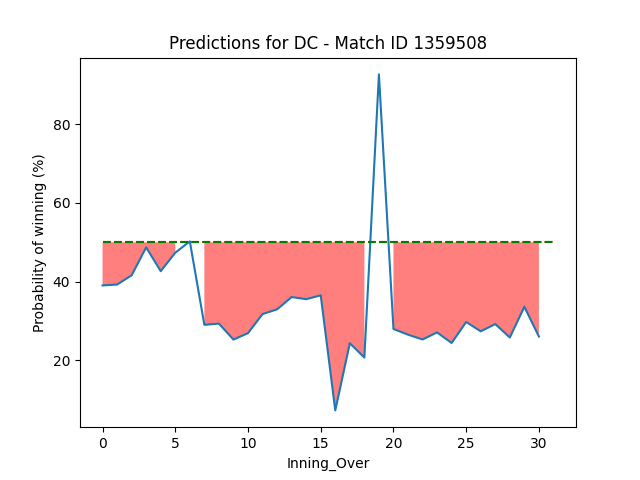 Predictions for DC - Match ID 1359508
Probability of winning (%)
80
60
40
20
0 5 10 15 20 25 30
Inning_Over